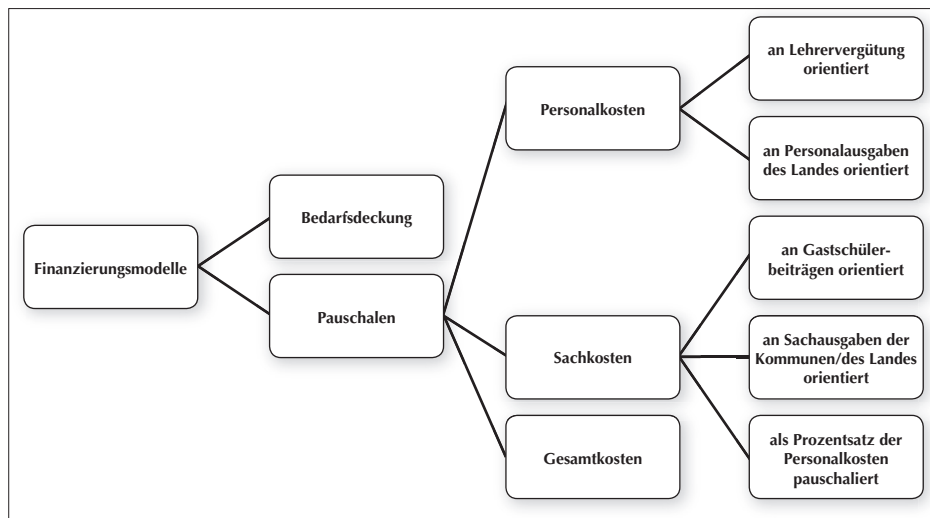 Finanzierungsmodelle
Bedarfsdeckung
Pauschalen
Personalkosten
Sachkosten
Gesamtkosten
an Lehrervergütung
orientiert
an Personalausgaben
des Landes orientiert
an Gastschüler-
beiträgen orientiert
an Sachausgaben der
Kommunen/des Landes
orientiert
als Prozentsatz der
Personalkosten
pauschaliert